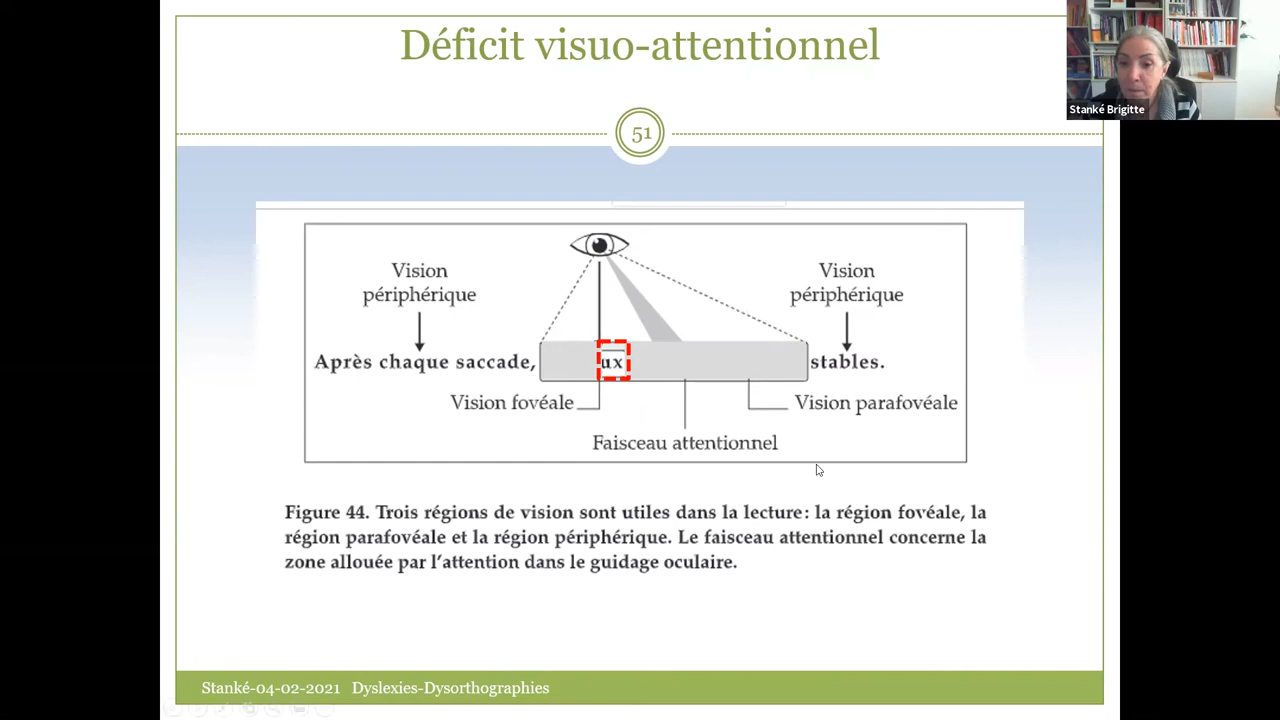 Déficit visuo-attentionnel
Stanké Brigitte
51
Vision
périphérique
Vision
périphérique
Après chaque saccade, ux stables.
Vision fovéale
Vision parafovéale
Faisceau attentionnel
Figure 44. Trois régions de vision sont utiles dans la lecture : la région fovéale, la
région parafovéale et la région périphérique. Le faisceau attentionnel concerne la
zone allouée par l'attention dans le guidage oculaire.
Stanké-04-02-2021 Dyslexies-Dysorthographies